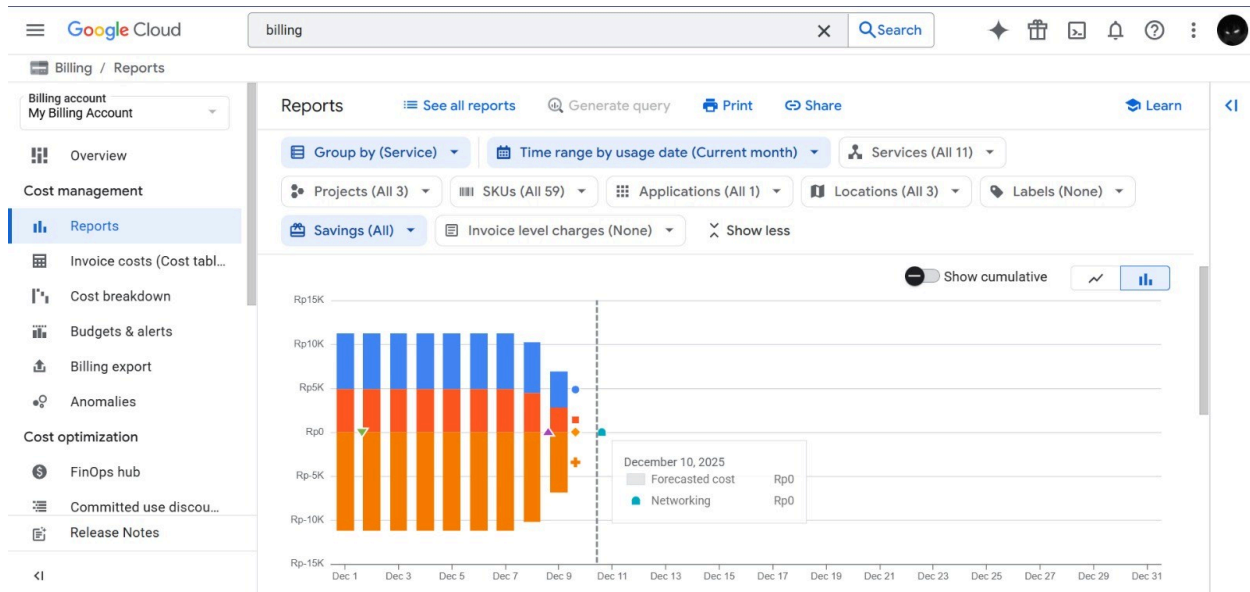 Google Cloud
billing
Search
Billing / Reports
Billing account
My Billing Account
Overview
Cost management
Reports
Invoice costs (Cost tabl...
Cost breakdown
Budgets & alerts
Billing export
Anomalies
Cost optimization
FinOps hub
Committed use discou...
Release Notes
Reports
See all reports
Generate query
Print
Share
Learn
Group by (Service)
Time range by usage date (Current month)
Services (All 11)
Projects (All 3)
SKUs (All 59)
Applications (All 1)
Locations (All 3)
Labels (None)
Savings (All)
Invoice level charges (None)
Show less
Show cumulative
Rp15K
Rp10K
Rp5K
Rp0
Rp-5K
Rp-10K
Rp-15K
December 10, 2025
Forecasted cost Rp0
Networking Rp0
Dec 1 Dec 3 Dec 5 Dec 7 Dec 9 Dec 11 Dec 13 Dec 15 Dec 17 Dec 19 Dec 21 Dec 23 Dec 25 Dec 27 Dec 29 Dec 31